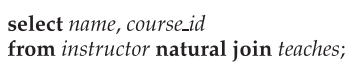 select name, course_id
from instructor natural join teaches;